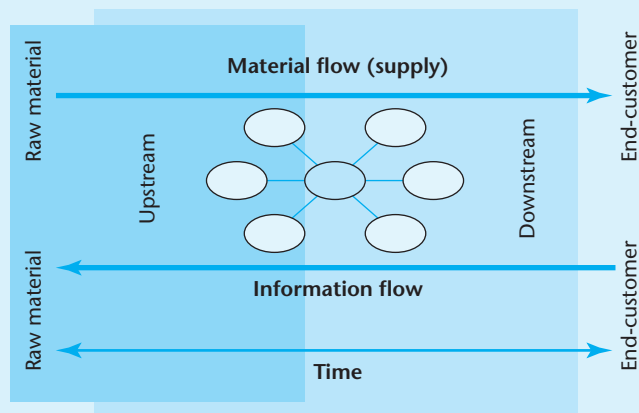 Raw material
Material flow (supply)
End-customer
Upstream
Downstream
Raw material
Information flow
End-customer
Time